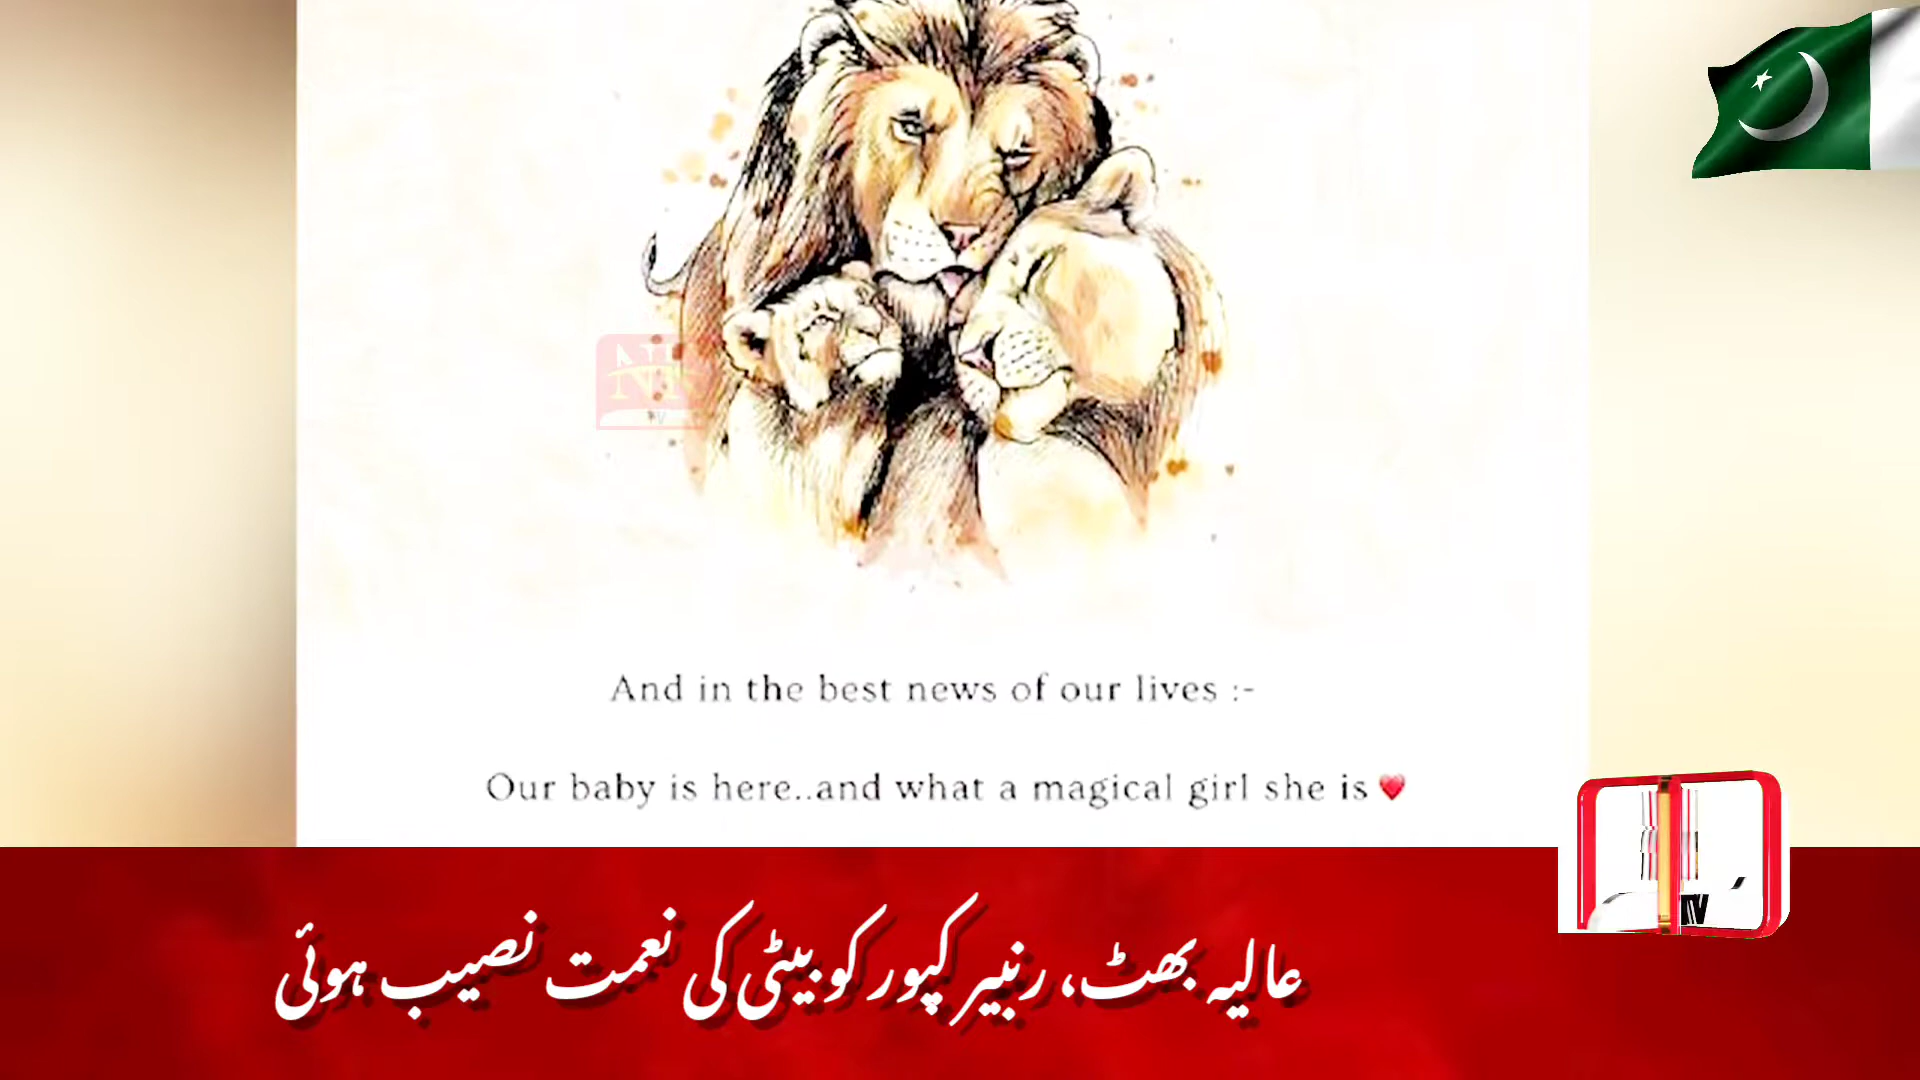 And in the best news of our lives :-
Our baby is here..and what a magical girl she is❤
عالیہ بھٹ، رنبیر کپور کو بیٹی کی نعمت نصیب ہوئی
TV